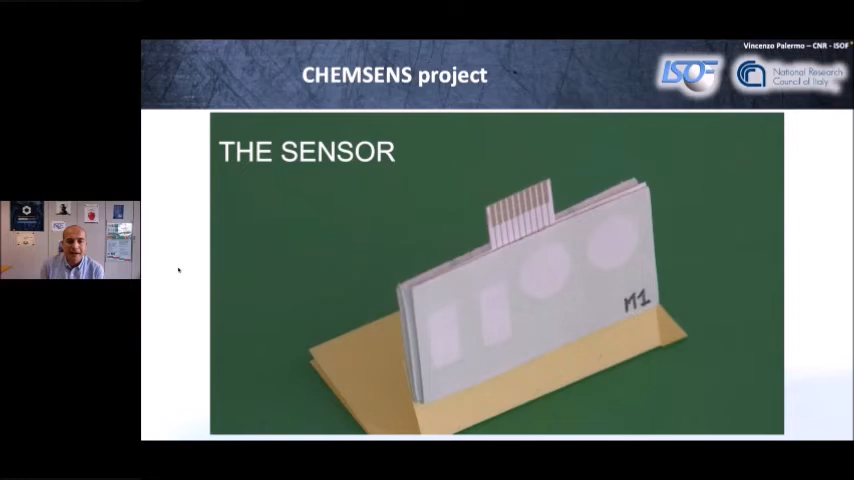 Vincenzo Palermo – CNR - ISOF
CHEMSENS project
ISOF
National Research
Council of Italy
THE SENSOR
M1